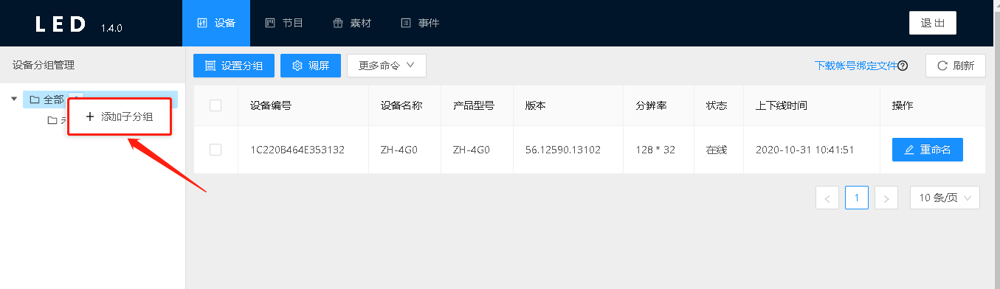 LED 1.4.0 设备 节目 素材 事件 退 出
设备分组管理 设置分组 调屏 更多命令 下载帐号绑定文件 刷新
全部
+ 添加子分组
设备编号 设备名称 产品型号 版本 分辨率 状态 上下线时间 操作
1C220B464E353132 ZH-4G0 ZH-4G0 56.12590.13102 128 * 32 在线 2020-10-31 10:41:51 重命名
< 1 > 10 条/页